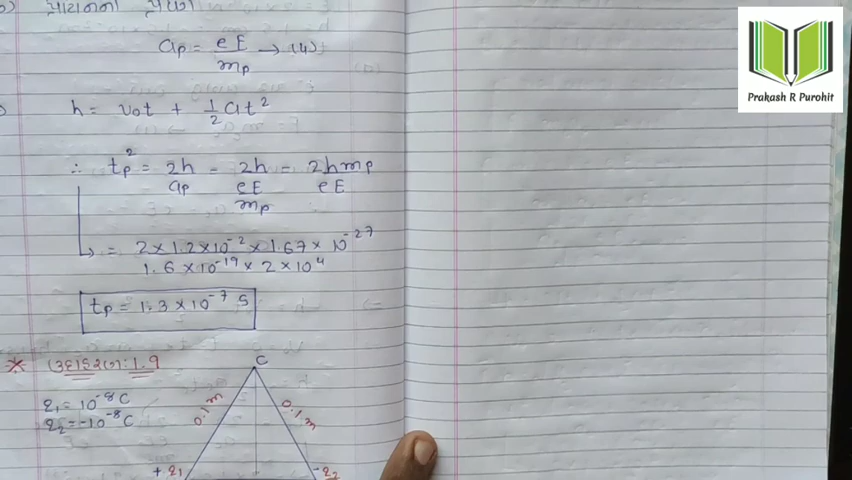 ap = eE/mp → (4)
h = v₀t + 1/2 at²
∴ tp² = 2h/ap = 2h/(eE/mp) = 2hmp/eE
↳ = 2 × 1.2 × 10⁻² × 1.67 × 10⁻²⁷ / 1.6 × 10⁻¹⁹ × 2 × 10⁴
tp = 1.3 × 10⁻⁷ S
* ઉદાહરણ : 1.9
C
q₁ = 10⁻⁸ C
q₂ = -10⁻⁸ C
0.1 m
0.1 m
+q₁
-q₂
Prakash R Purohit